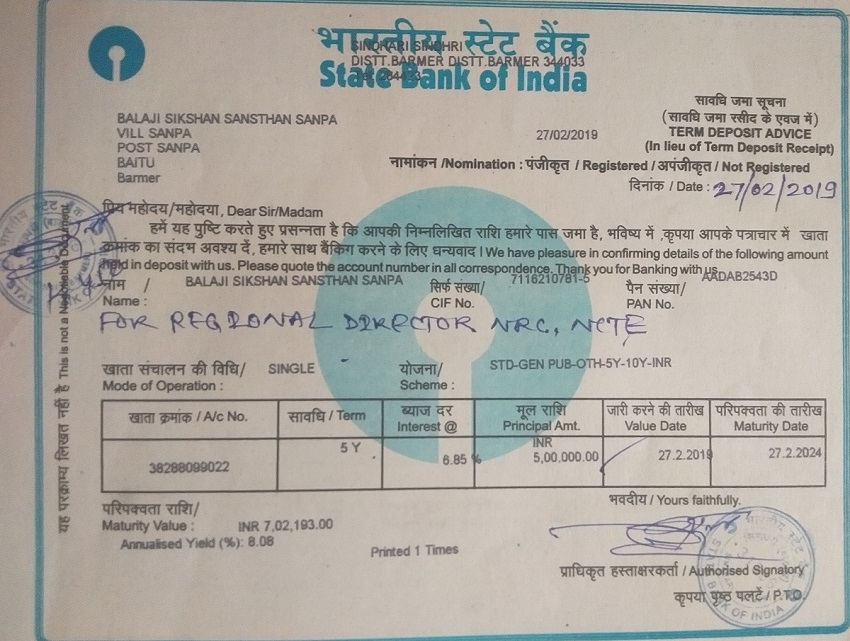 भारतीय स्टेट बैंक
SINDHARI SINDHRI
DISTT.BARMER DISTT.BARMER 344033
State Bank of India
सावधि जमा सूचना
(सावधि जमा रसीद के एवज में)
TERM DEPOSIT ADVICE
(In lieu of Term Deposit Receipt)
BALAJI SIKSHAN SANSTHAN SANPA
VILL SANPA
POST SANPA
BAITU
Barmer
27/02/2019
नामांकन /Nomination : पंजीकृत / Registered / अपंजीकृत / Not Registered
दिनांक / Date : 27/02/2019
प्रिय महोदय/महोदया, Dear Sir/Madam
हमें यह पुष्टि करते हुए प्रसन्नता है कि आपकी निम्नलिखित राशि हमारे पास जमा है, भविष्य में ,कृपया आपके पत्राचार में खाता
क्रमांक का संदर्भ अवश्य दें, हमारे साथ बैंकिग करने के लिए धन्यवाद l We have pleasure in confirming details of the following amount
held in deposit with us. Please quote the account number in all correspondence. Thank you for Banking with us
नाम / Name : BALAJI SIKSHAN SANSTHAN SANPA
सिर्फ संख्या/ CIF No. 7116210781-5
पैन संख्या/ PAN No. AADAB2543D
FOR REGIONAL DIRECTOR NRC, NCTE
खाता संचालन की विधि/ Mode of Operation : SINGLE
योजना/ Scheme : STD-GEN PUB-OTH-5Y-10Y-INR
खाता क्रमांक / A/c No. सावधि / Term ब्याज दर Interest @ मूल राशि Principal Amt. जारी करने की तारीख Value Date परिपक्वता की तारीख Maturity Date
38288099022 5 Y 6.85 % INR 5,00,000.00 27.2.2019 27.2.2024
परिपक्वता राशि/
Maturity Value : INR 7,02,193.00
Annualised Yield (%): 8.08
Printed 1 Times
भवदीय / Yours faithfully.
प्राधिकृत हस्ताक्षरकर्ता / Authorised Signatory
कृपया पृष्ठ पलटें / P.T.O.
यह परक्राम्य लिखत नहीं है This is not a Negotiable Document
STATE BANK OF INDIA